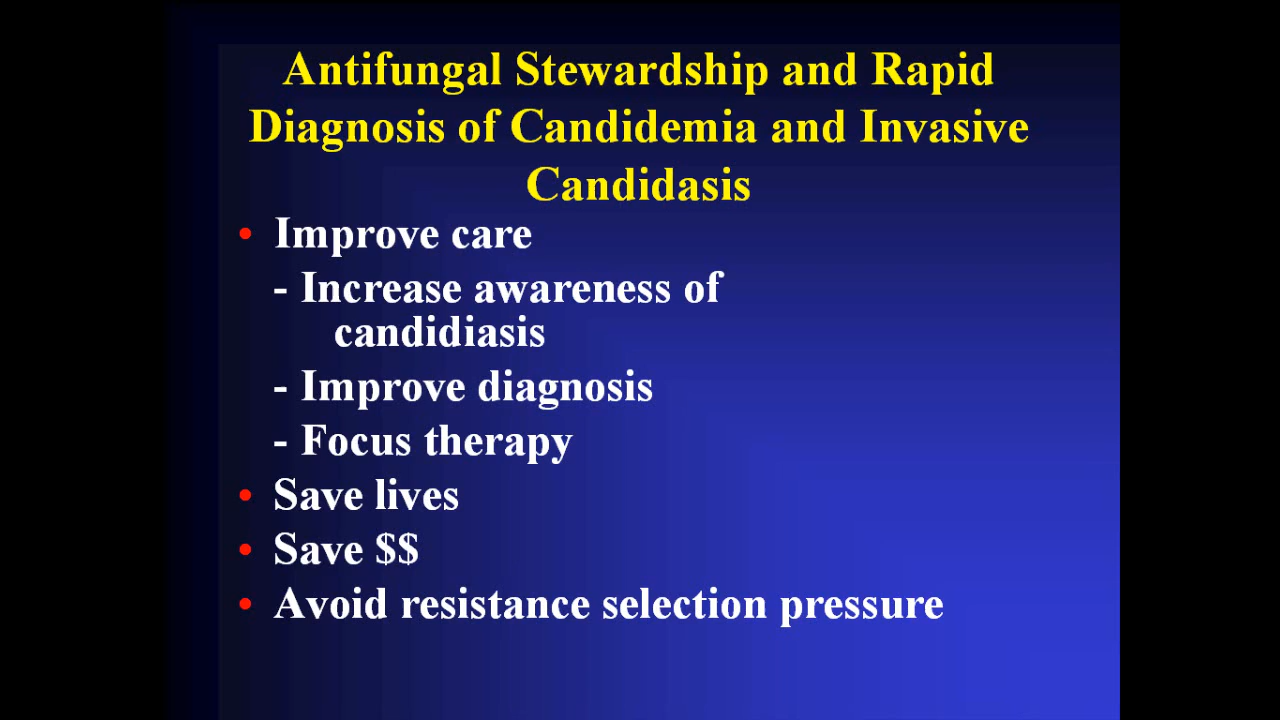 Antifungal Stewardship and Rapid
Diagnosis of Candidemia and Invasive
Candidasis
• Improve care
- Increase awareness of
candidiasis
- Improve diagnosis
- Focus therapy
• Save lives
• Save $$
• Avoid resistance selection pressure